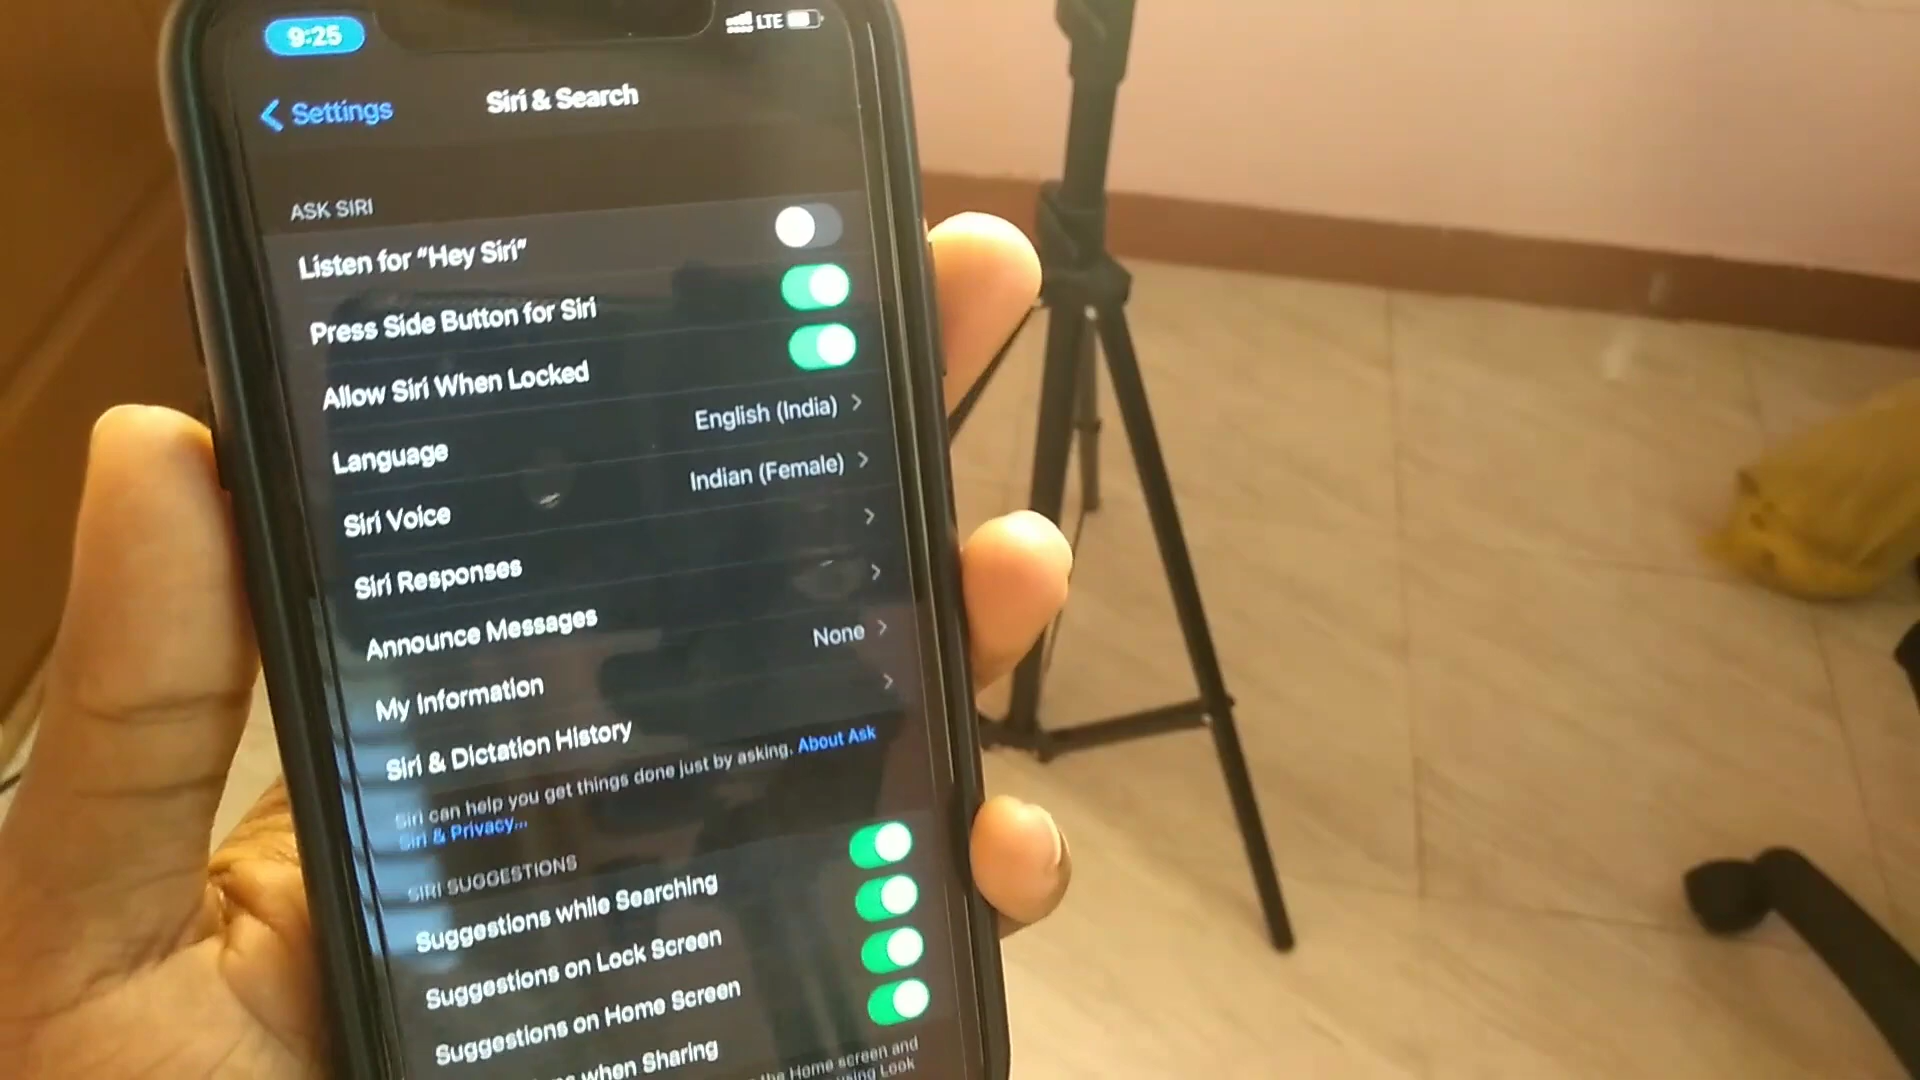 9:25 LTE
Settings Siri & Search
ASK SIRI
Listen for “Hey Siri”
Press Side Button for Siri
Allow Siri When Locked
Language English (India)
Siri Voice Indian (Female)
Siri Responses
Announce Messages
My Information None
Siri & Dictation History
Siri can help you get things done just by asking. About Ask
Siri & Privacy...
SIRI SUGGESTIONS
Suggestions while Searching
Suggestions on Lock Screen
Suggestions on Home Screen
when Sharing
the Home screen and
using Look